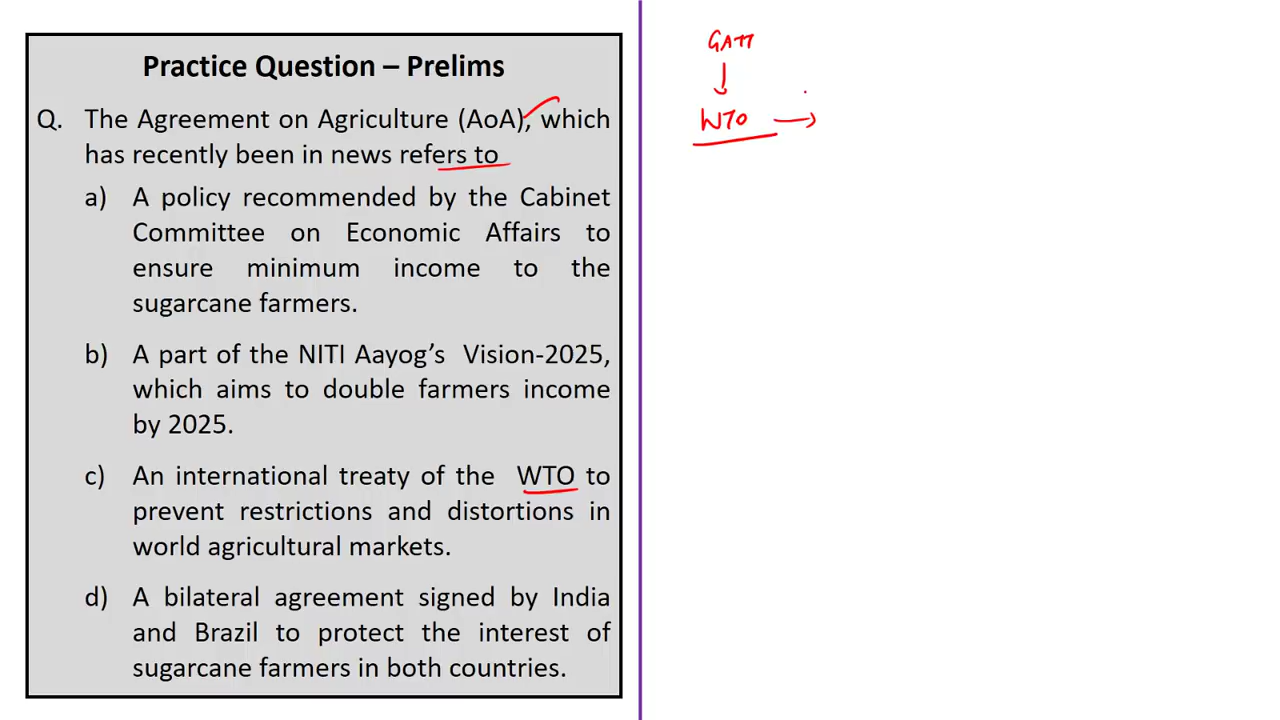 Practice Question – Prelims
Q. The Agreement on Agriculture (AoA), which
has recently been in news refers to
a) A policy recommended by the Cabinet
Committee on Economic Affairs to
ensure minimum income to the
sugarcane farmers.
b) A part of the NITI Aayog’s Vision-2025,
which aims to double farmers income
by 2025.
c) An international treaty of the WTO to
prevent restrictions and distortions in
world agricultural markets.
d) A bilateral agreement signed by India
and Brazil to protect the interest of
sugarcane farmers in both countries.
GATT
WTO